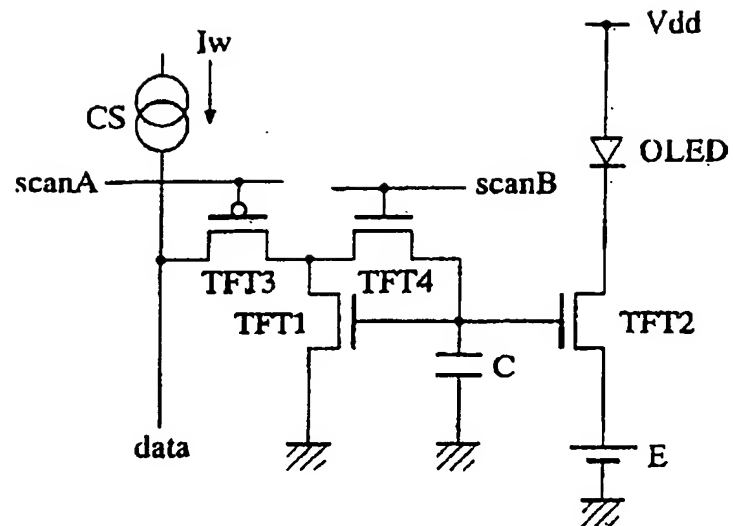 Vdd
Iw
CS
OLED
scanA
scanB
TFT3
TFT4
TFT1
TFT2
C
data
E